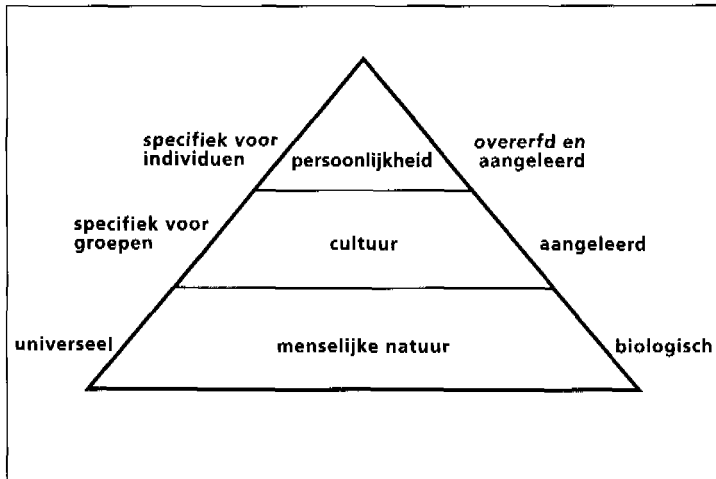 specifiek voor
individuen
persoonlijkheid
overerfd en
aangeleerd
specifiek voor
groepen
cultuur
aangeleerd
universeel
menselijke natuur
biologisch